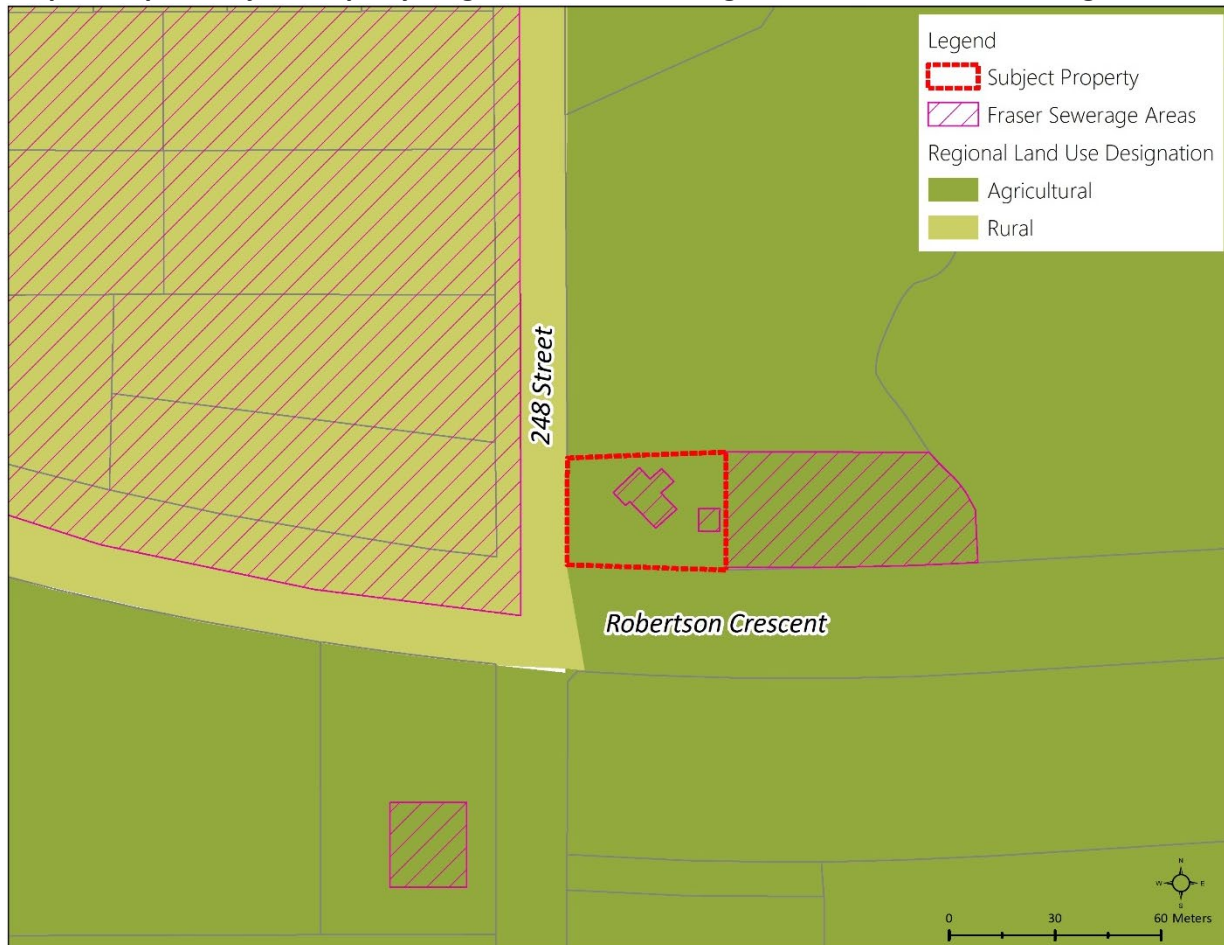 Legend
Subject Property
Fraser Sewerage Areas
Regional Land Use Designation
Agricultural
Rural
248 Street
Robertson Crescent
N
W E
S
0 30 60 Meters